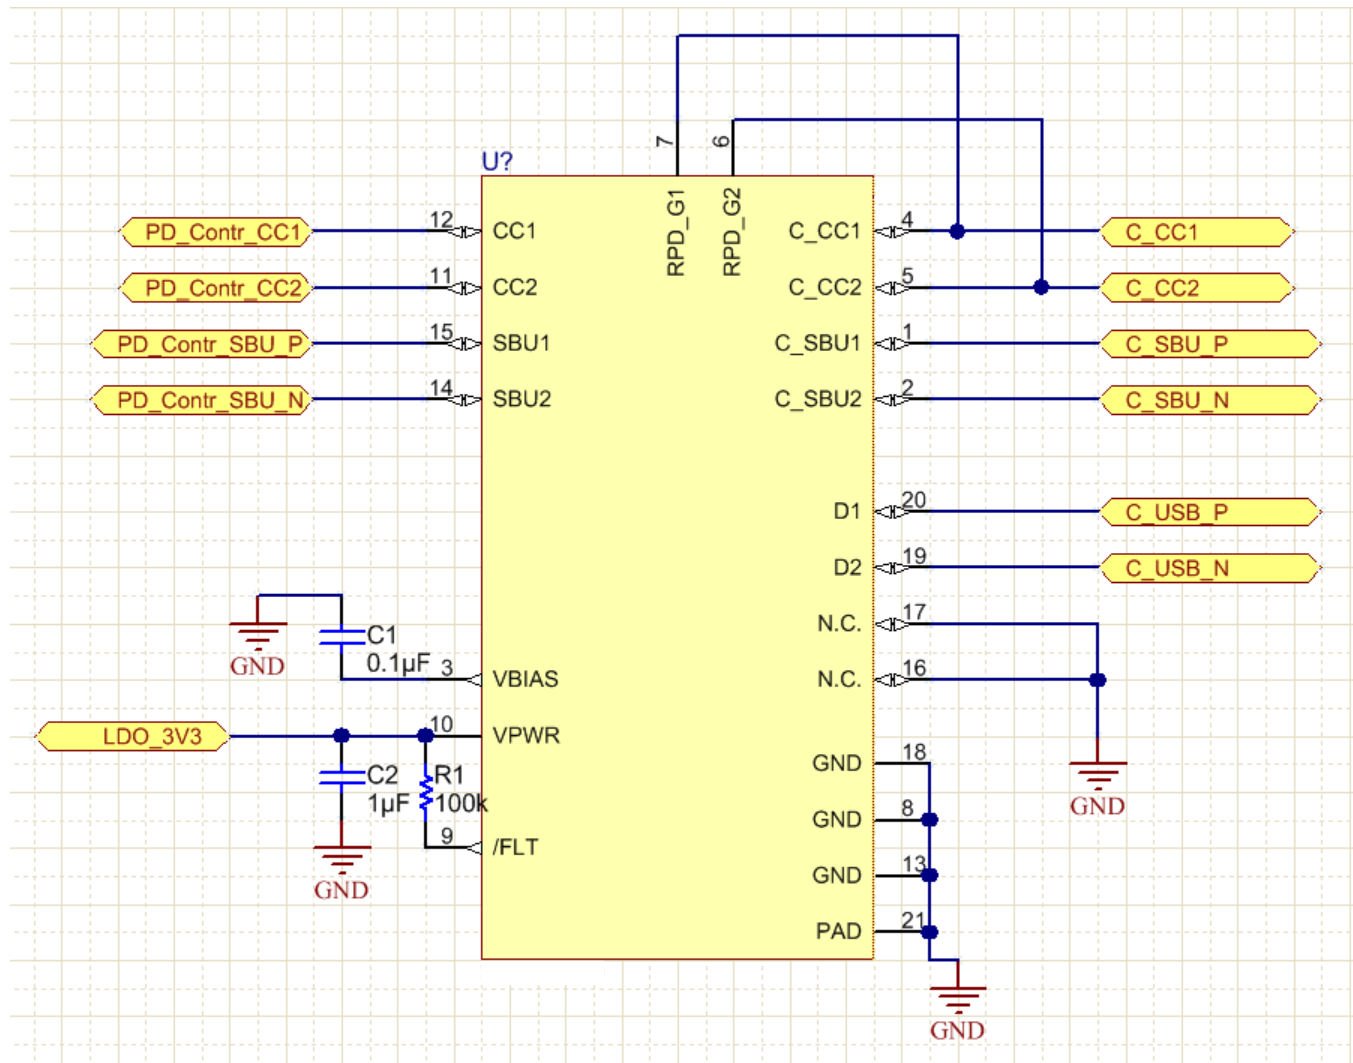 U?
7
6
RPD_G1
RPD_G2
PD_Contr_CC1
12
CC1
C_CC1
4
C_CC1
PD_Contr_CC2
11
CC2
C_CC2
5
C_CC2
PD_Contr_SBU_P
15
SBU1
C_SBU1
1
C_SBU_P
PD_Contr_SBU_N
14
SBU2
C_SBU2
2
C_SBU_N
D1
20
C_USB_P
D2
19
C_USB_N
N.C.
17
GND
C1
0.1µF
3
VBIAS
N.C.
16
LDO_3V3
10
VPWR
GND
18
GND
C2
1µF
R1
100k
GND
8
9
/FLT
GND
GND
13
PAD
21
GND